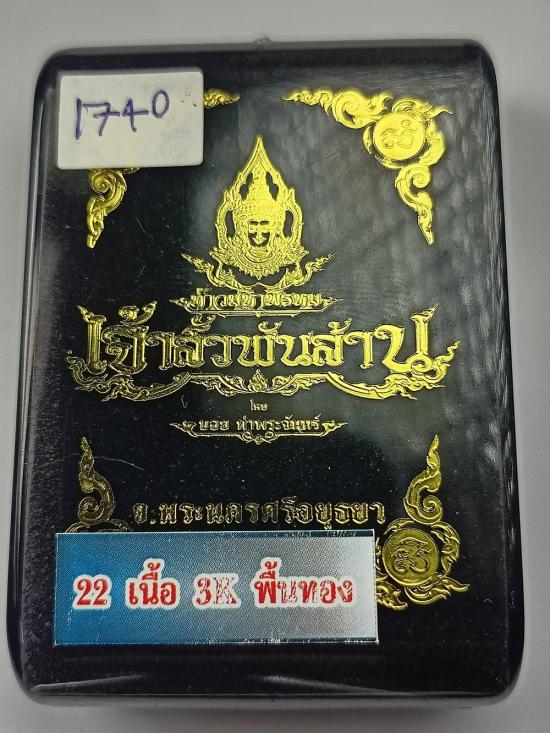 1740
ท้าวมหาพรหม
เจ้าสัวพันล้าน
โดย
บอย ท่าพระจันทร์
จ.พระนครศรีอยุธยา
22 เนื้อ 3K พื้นทอง